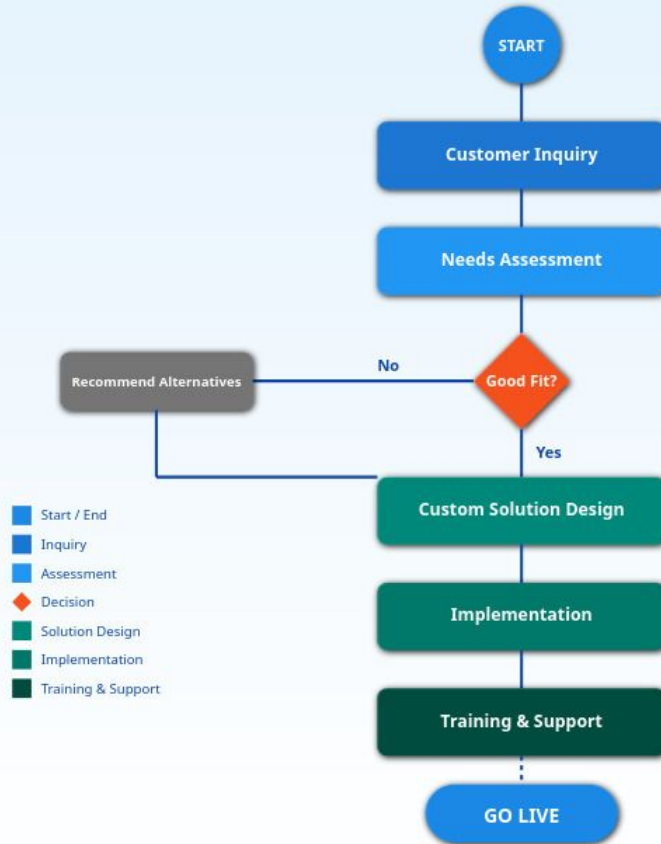 START
Customer Inquiry
Needs Assessment
No
Recommend Alternatives
Good Fit?
Yes
Custom Solution Design
Implementation
Training & Support
GO LIVE
Start / End
Inquiry
Assessment
Decision
Solution Design
Implementation
Training & Support